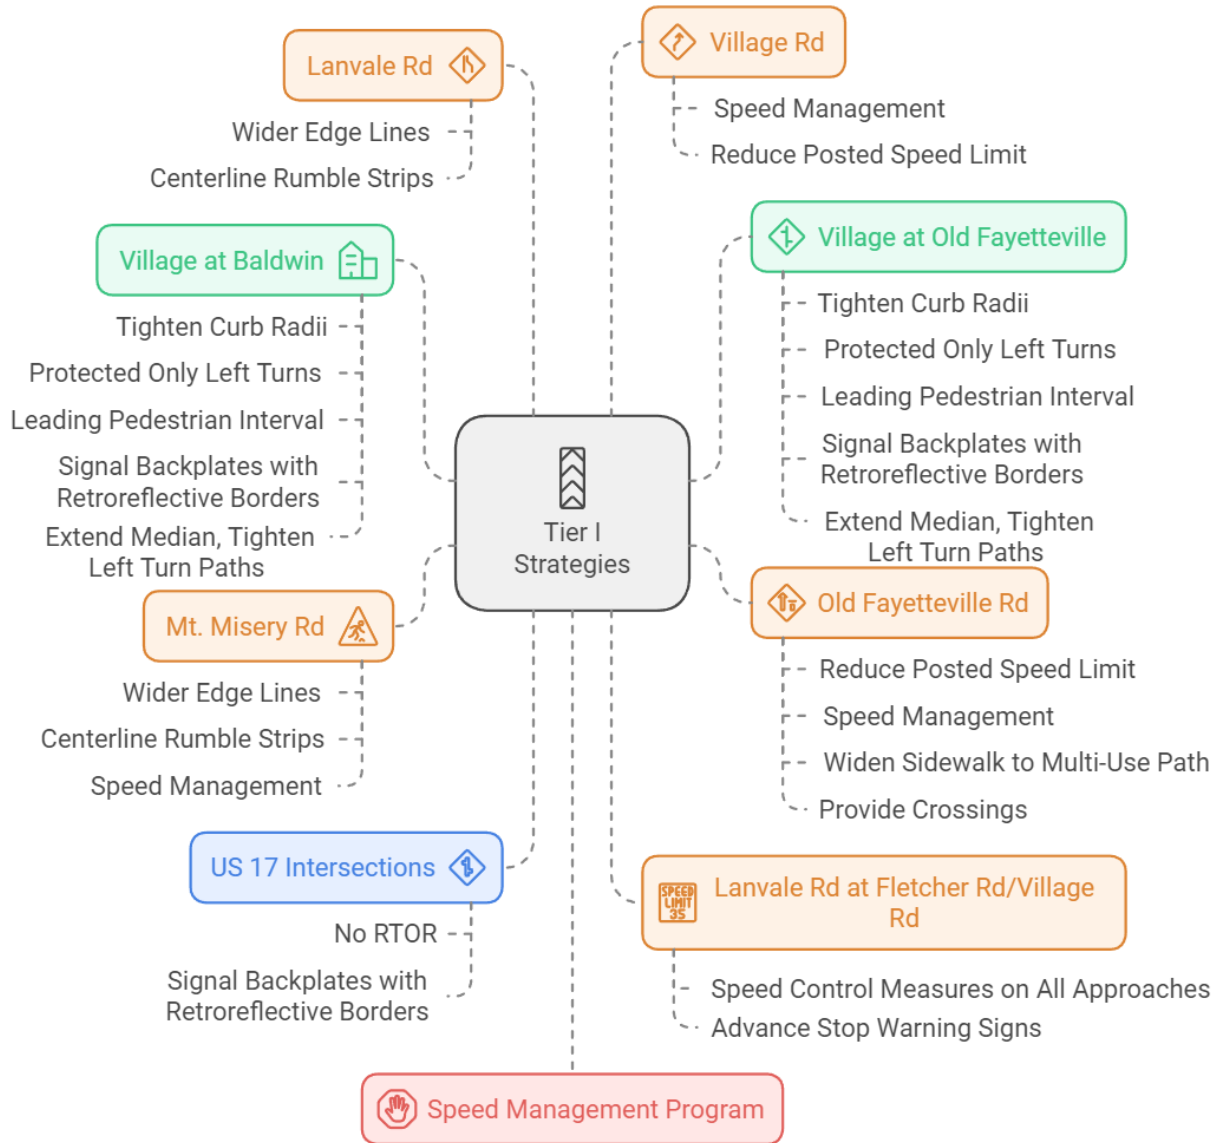 Lanvale Rd
Wider Edge Lines
Centerline Rumble Strips
Village at Baldwin
Tighten Curb Radii
Protected Only Left Turns
Leading Pedestrian Interval
Signal Backplates with
Retroreflective Borders
Extend Median, Tighten
Left Turn Paths
Mt. Misery Rd
Wider Edge Lines
Centerline Rumble Strips
Speed Management
US 17 Intersections
No RTOR
Signal Backplates with
Retroreflective Borders
Tier I
Strategies
Village Rd
Speed Management
Reduce Posted Speed Limit
Village at Old Fayetteville
Tighten Curb Radii
Protected Only Left Turns
Leading Pedestrian Interval
Signal Backplates with
Retroreflective Borders
Extend Median, Tighten
Left Turn Paths
Old Fayetteville Rd
Reduce Posted Speed Limit
Speed Management
Widen Sidewalk to Multi-Use Path
Provide Crossings
SPEED
LIMIT
35
Lanvale Rd at Fletcher Rd/Village
Rd
Speed Control Measures on All Approaches
Advance Stop Warning Signs
Speed Management Program